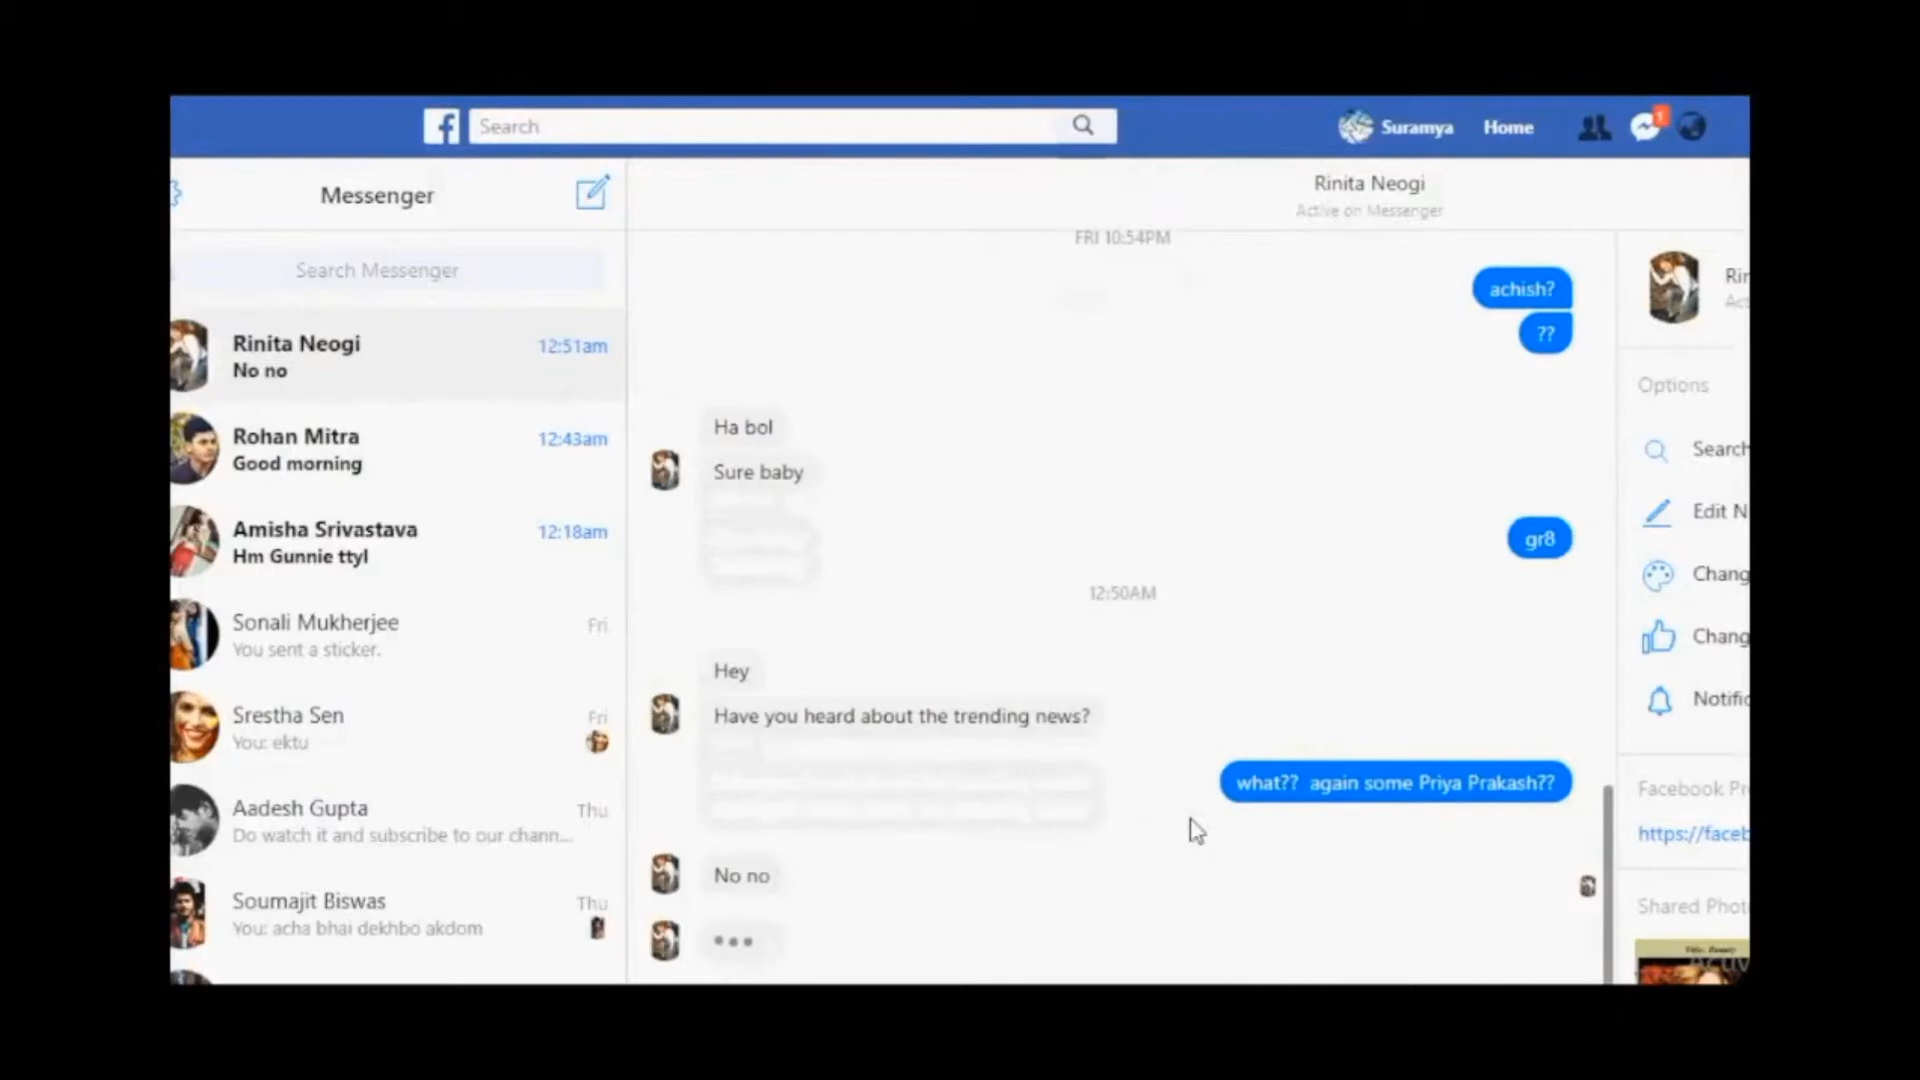 Search
Suramya
Home
1
Messenger
Search Messenger
Rinita Neogi
12:51am
No no
Rohan Mitra
12:43am
Good morning
Amisha Srivastava
12:18am
Hm Gunnie ttyl
Sonali Mukherjee
Fri
You sent a sticker.
Srestha Sen
Fri
You: ektu
Aadesh Gupta
Thu
Do watch it and subscribe to our chann...
Soumajit Biswas
Thu
You: acha bhai dekhbo akdom
Rinita Neogi
Active on Messenger
FRI 10:54PM
achish?
??
Ha bol
Sure baby
gr8
12:50AM
Hey
Have you heard about the trending news?
what?? again some Priya Prakash??
No no
Rin
Act
Options
Search
Edit N
Chang
Chang
Notific
Facebook Pr
https://faceb
Shared Phot